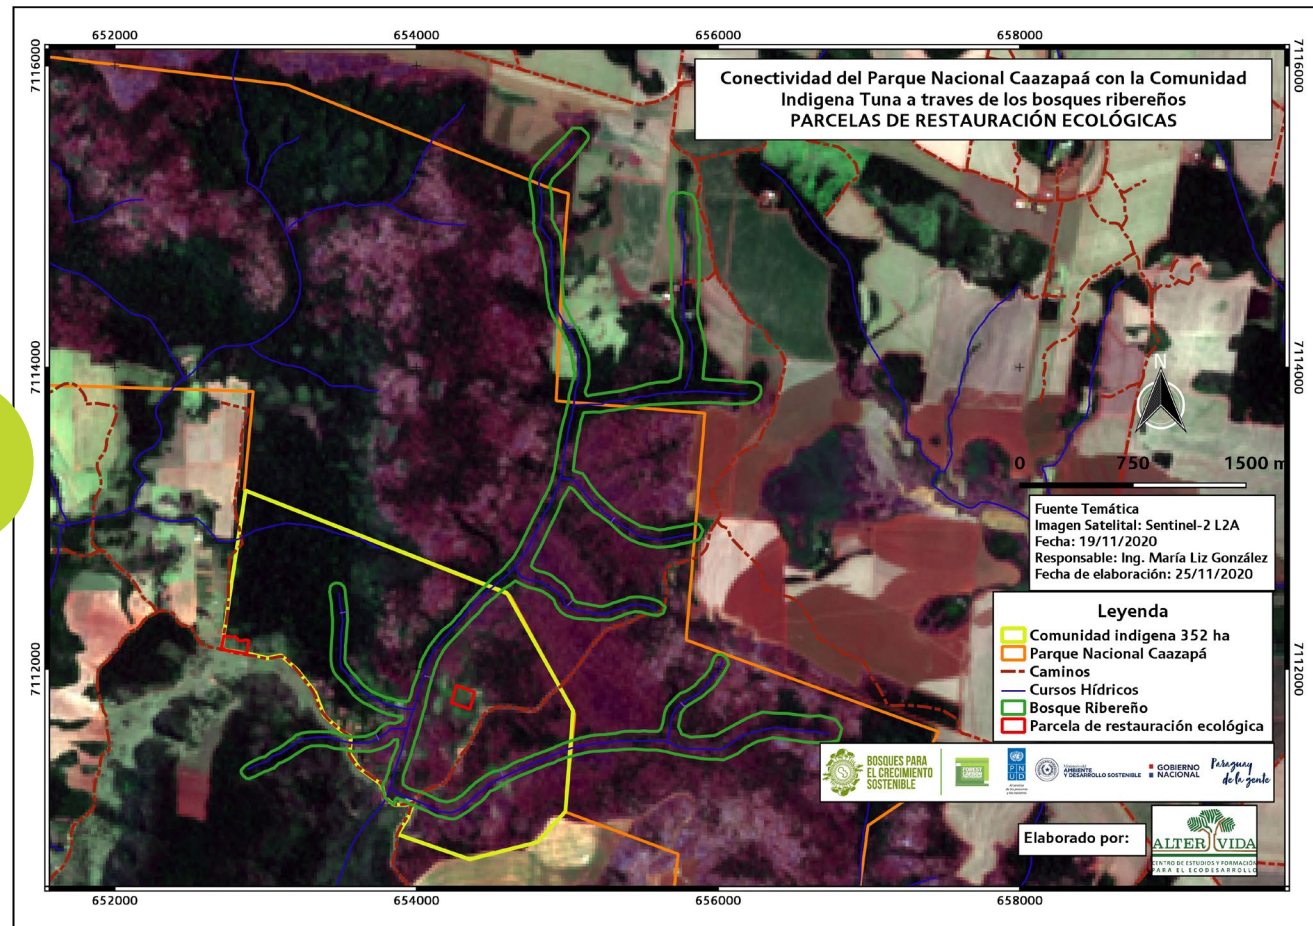 652000
654000
656000
658000
7116000
7116000
Conectividad del Parque Nacional Caazapaá con la Comunidad
Indigena Tuna a traves de los bosques ribereños
PARCELAS DE RESTAURACIÓN ECOLÓGICAS
7114000
7114000
N
0 750 1500 m
Fuente Temática
Imagen Satelital: Sentinel-2 L2A
Fecha: 19/11/2020
Responsable: Ing. María Liz González
Fecha de elaboración: 25/11/2020
Leyenda
Comunidad indigena 352 ha
Parque Nacional Caazapá
Caminos
Cursos Hídricos
Bosque Ribereño
Parcela de restauración ecológica
7112000
7112000
BOSQUES PARA
EL CRECIMIENTO
SOSTENIBLE
FOREST
CARBON
P N
U D
AMBIENTE
Y DESARROLLO SOSTENIBLE
GOBIERNO
NACIONAL
Paraguay
de la gente
Elaborado por:
ALTER VIDA
CENTRO DE ESTUDIOS Y FORMACIÓN
PARA EL ECODESARROLLO
652000
654000
656000
658000